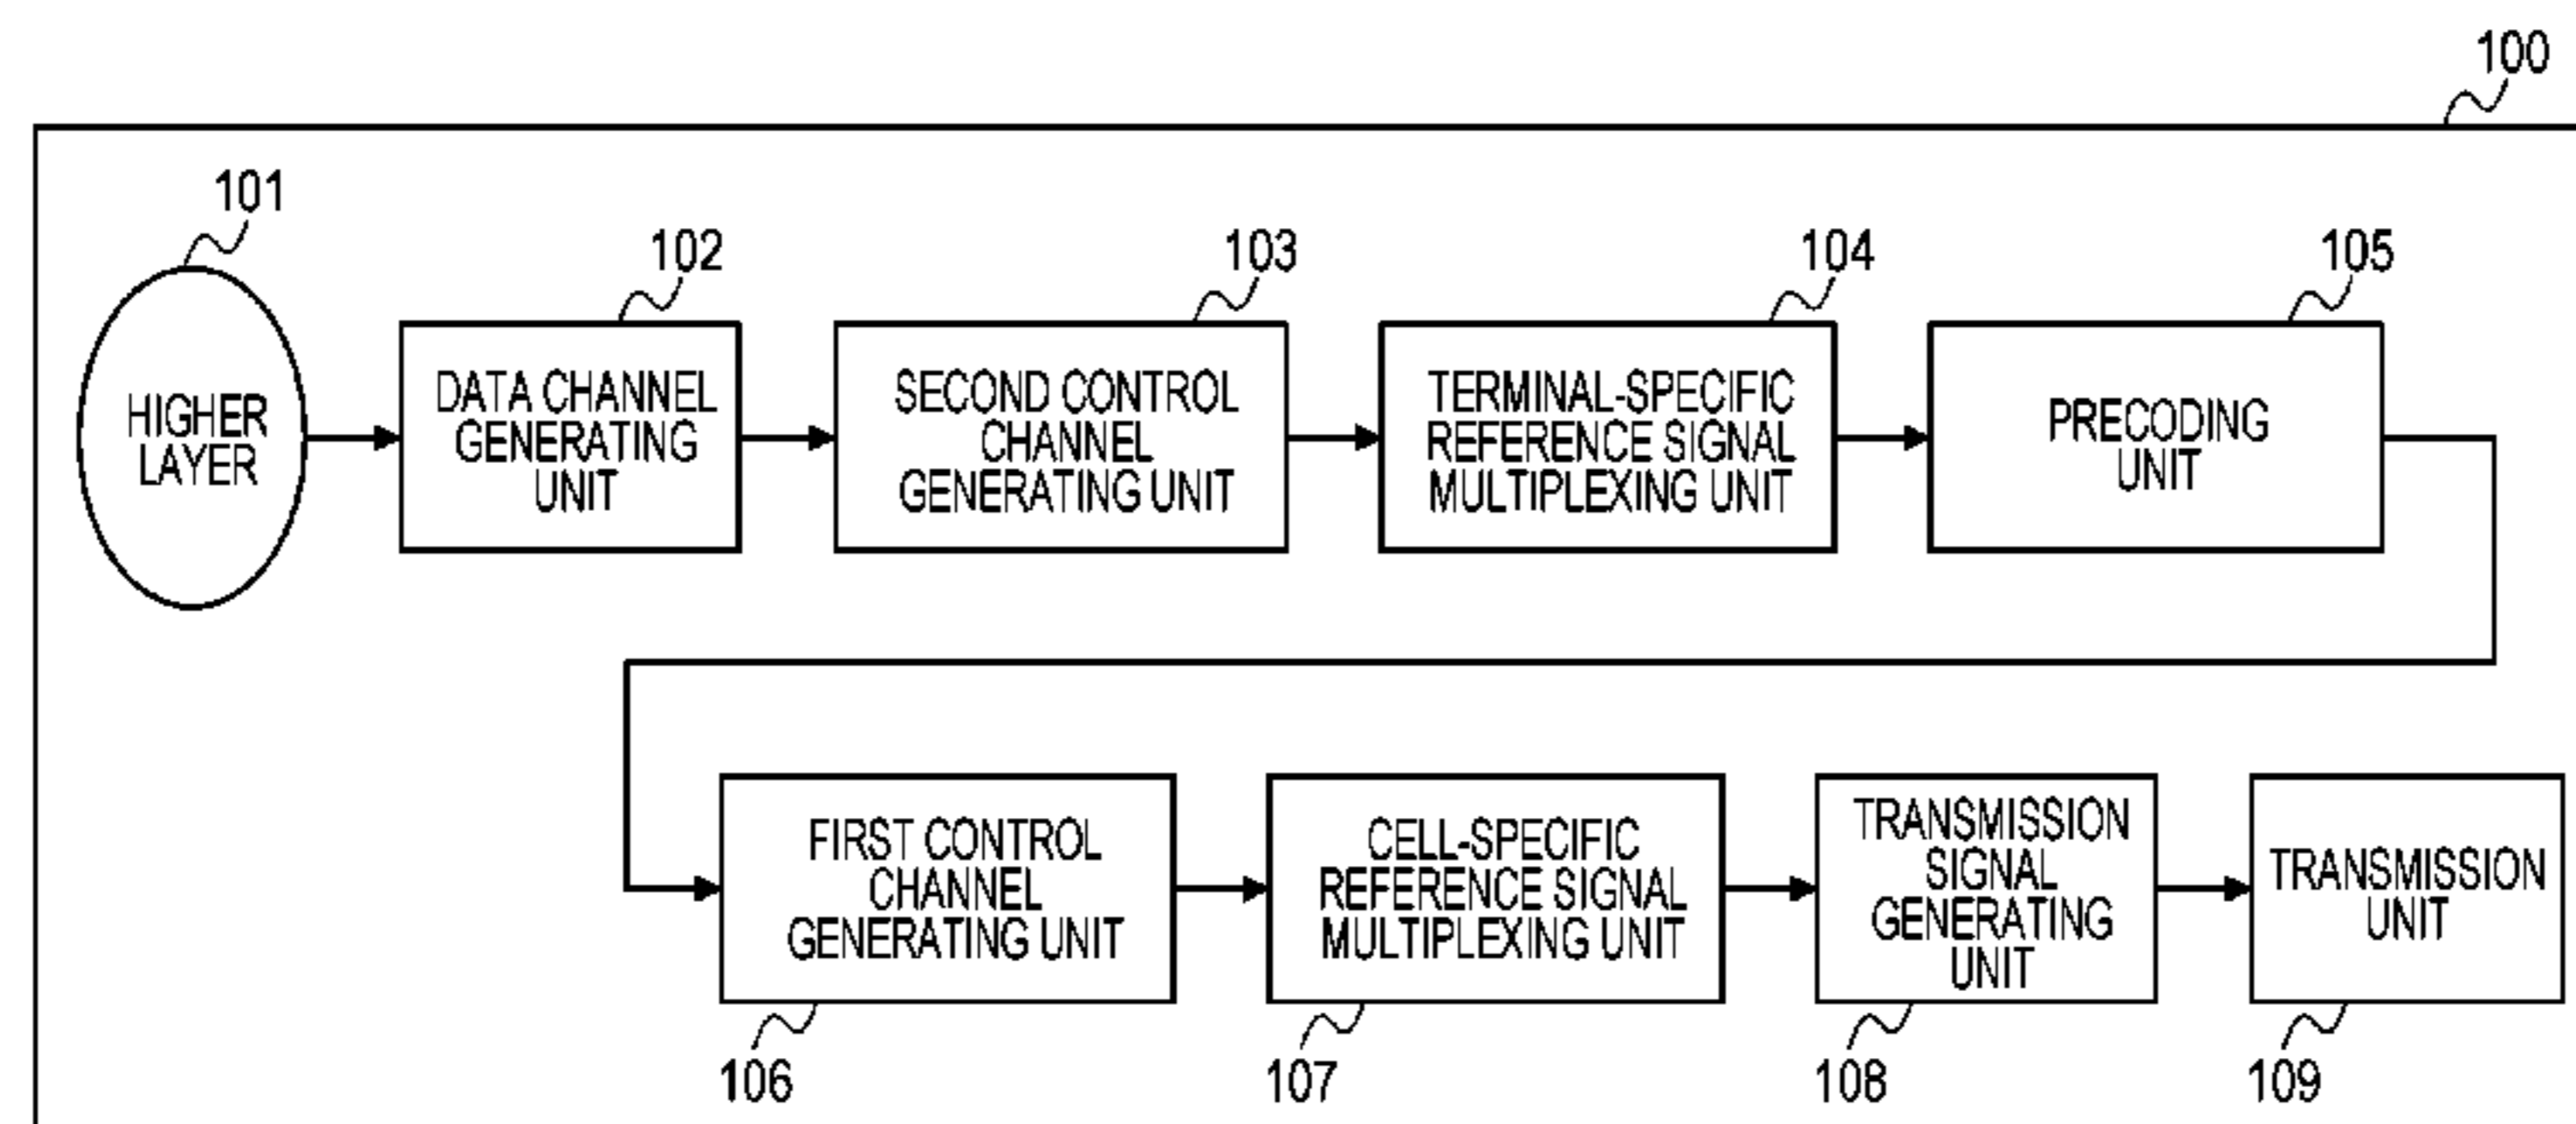 100
101
102
103
104
105
HIGHER
LAYER
DATA CHANNEL
GENERATING
UNIT
SECOND CONTROL
CHANNEL
GENERATING UNIT
TERMINAL-SPECIFIC
REFERENCE SIGNAL
MULTIPLEXING UNIT
PRECODING
UNIT
FIRST CONTROL
CHANNEL
GENERATING UNIT
CELL-SPECIFIC
REFERENCE SIGNAL
MULTIPLEXING UNIT
TRANSMISSION
SIGNAL
GENERATING
UNIT
TRANSMISSION
UNIT
106
107
108
109